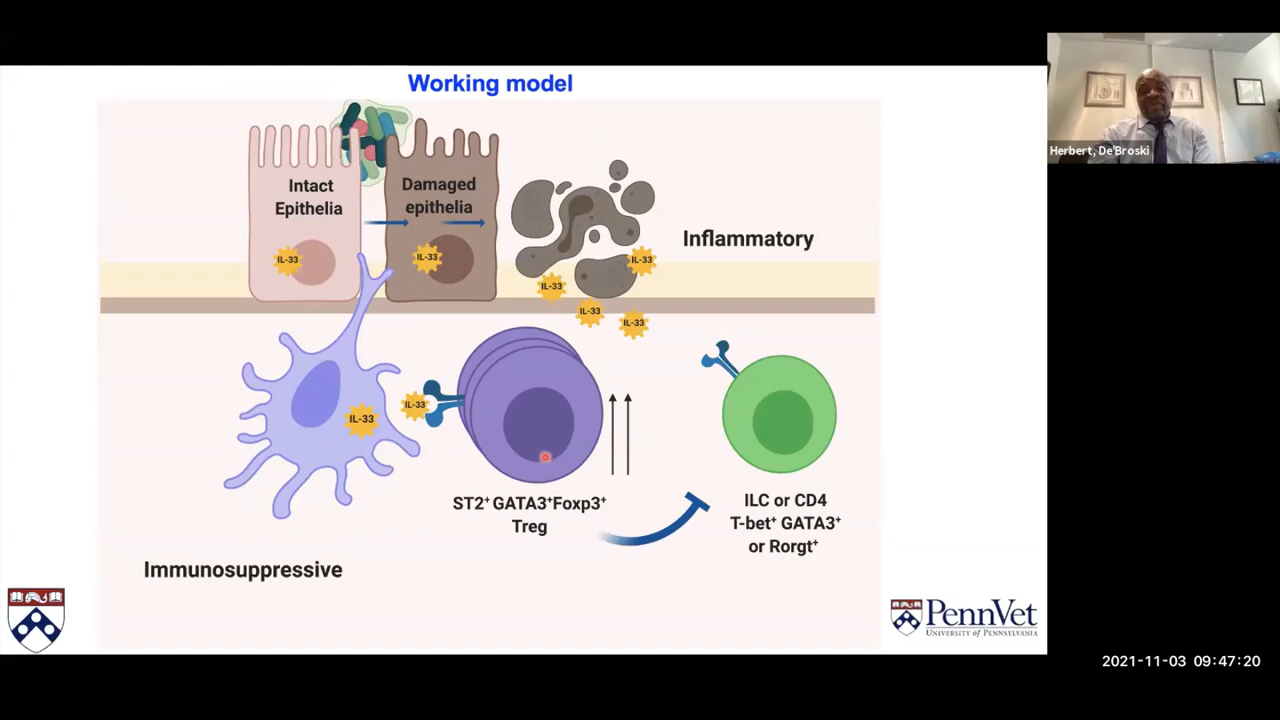 Working model
Intact
Epithelia
Damaged
epithelia
Inflammatory
IL-33
IL-33
IL-33
IL-33
IL-33
IL-33
IL-33
IL-33
ST2⁺ GATA3⁺Foxp3⁺
Treg
ILC or CD4
T-bet⁺ GATA3⁺
or Rorgt⁺
Immunosuppressive
PennVet
UNIVERSITY OF PENNSYLVANIA
Herbert, De'Broski
2021-11-03 09:47:20